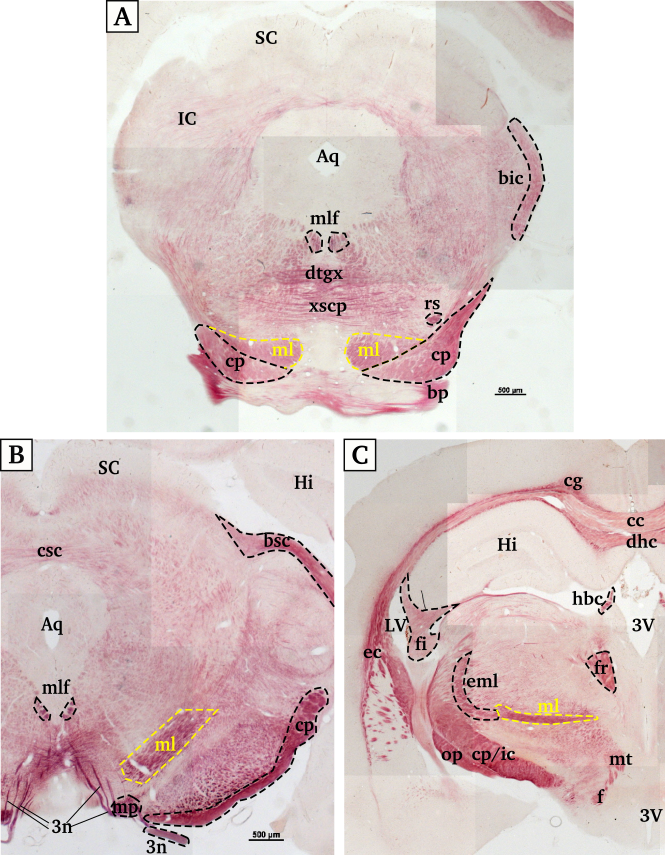 A
SC
IC
Aq
bic
mlf
dtgx
xscp
rs
ml
ml
cp
cp
bp
500 µm
B
SC
Hi
csc
bsc
Aq
mlf
ml
cp
mp
3n
3n
500 µm
C
cg
cc
Hi
dhc
hbc
LV
3V
fi
ec
fr
eml
ml
op cp/ic
mt
f
3V